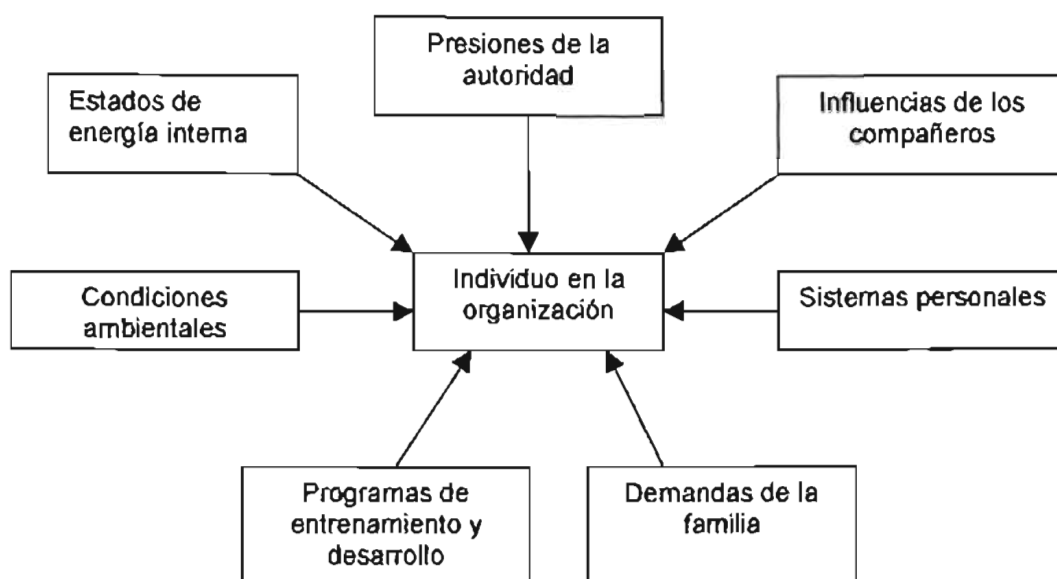 Presiones de la
autoridad
Estados de
energía interna
Influencias de los
compañeros
Individuo en la
organización
Condiciones
ambientales
Sistemas personales
Programas de
entrenamiento y
desarrollo
Demandas de la
familia